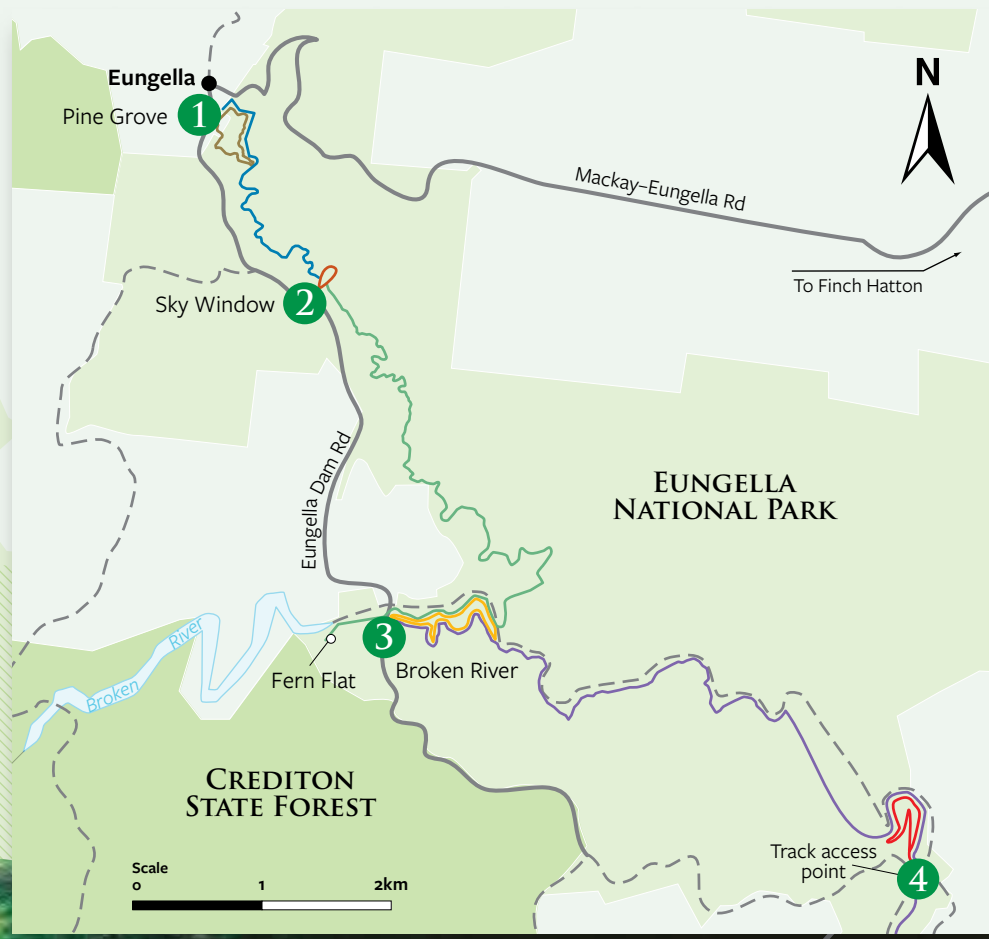 N
Eungella
Pine Grove
1
Mackay–Eungella Rd
To Finch Hatton
Sky Window
2
Eungella Dam Rd
EUNGELLA
NATIONAL PARK
3
Broken River
Fern Flat
Broken River
CREDITON
STATE FOREST
Track access
point
4
Scale
0 1 2km